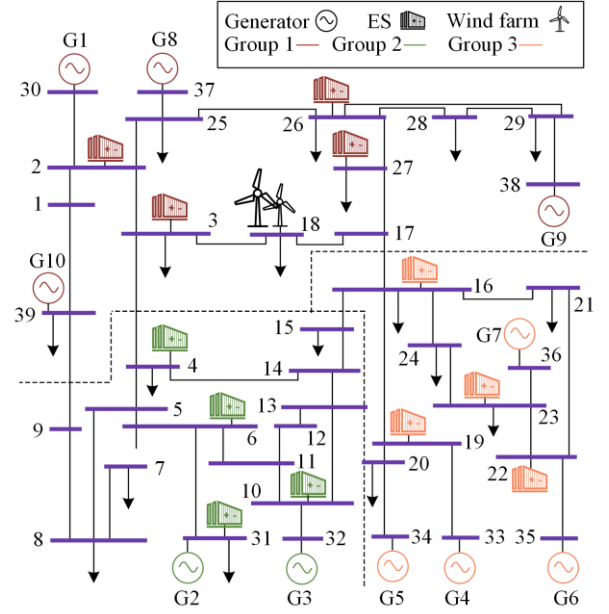 Generator ES Wind farm
Group 1 Group 2 Group 3
G1 G8
30 37
25 26 28 29
2 27
38
1
3 18 17
G9
G10
39
16 21
15
4 14 24 G7 36
5 13 23
9 6 12 19
7 11 20 22
10
8 31 32 34 33 35
G2 G3 G5 G4 G6